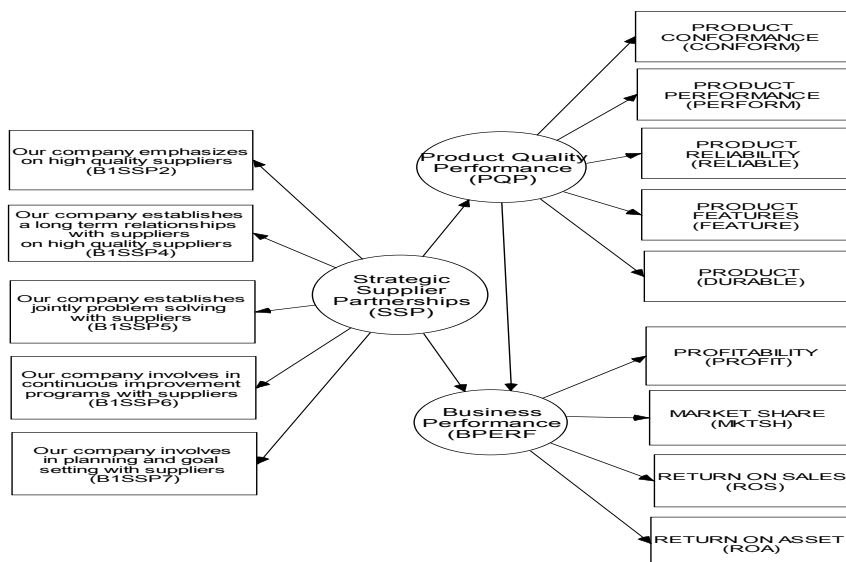 Our company emphasizes
on high quality suppliers
(B1SSP2)
Our company establishes
a long term relationships
with suppliers
on high quality suppliers
(B1SSP4)
Our company establishes
jointly problem solving
with suppliers
(B1SSP5)
Our company involves in
continuous improvement
programs with suppliers
(B1SSP6)
Our company involves
in planning and goal
setting with suppliers
(B1SSP7)
Strategic
Supplier
Partnerships
(SSP)
Product Quality
Performance
(PQP)
Business
Performance
(BPERF
PRODUCT
CONFORMANCE
(CONFORM)
PRODUCT
PERFORMANCE
(PERFORM)
PRODUCT
RELIABILITY
(RELIABLE)
PRODUCT
FEATURES
(FEATURE)
PRODUCT
(DURABLE)
PROFITABILITY
(PROFIT)
MARKET SHARE
(MKTSH)
RETURN ON SALES
(ROS)
RETURN ON ASSET
(ROA)